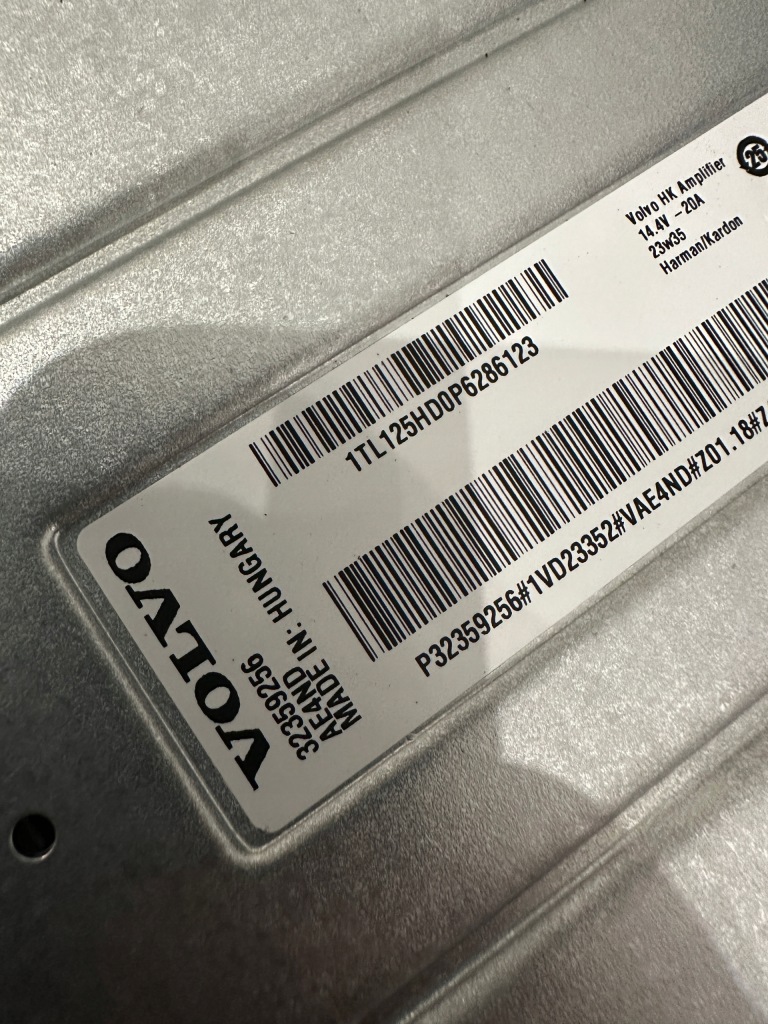 VOLVO
32359256
AE4ND
MADE IN: HUNGARY
1TL125HD0P6286123
P32359256#1VD23352#VAE4ND#Z01.18#Z
Volvo HK Amplifier
14.4V -20A
23w35
Harman/Kardon
25